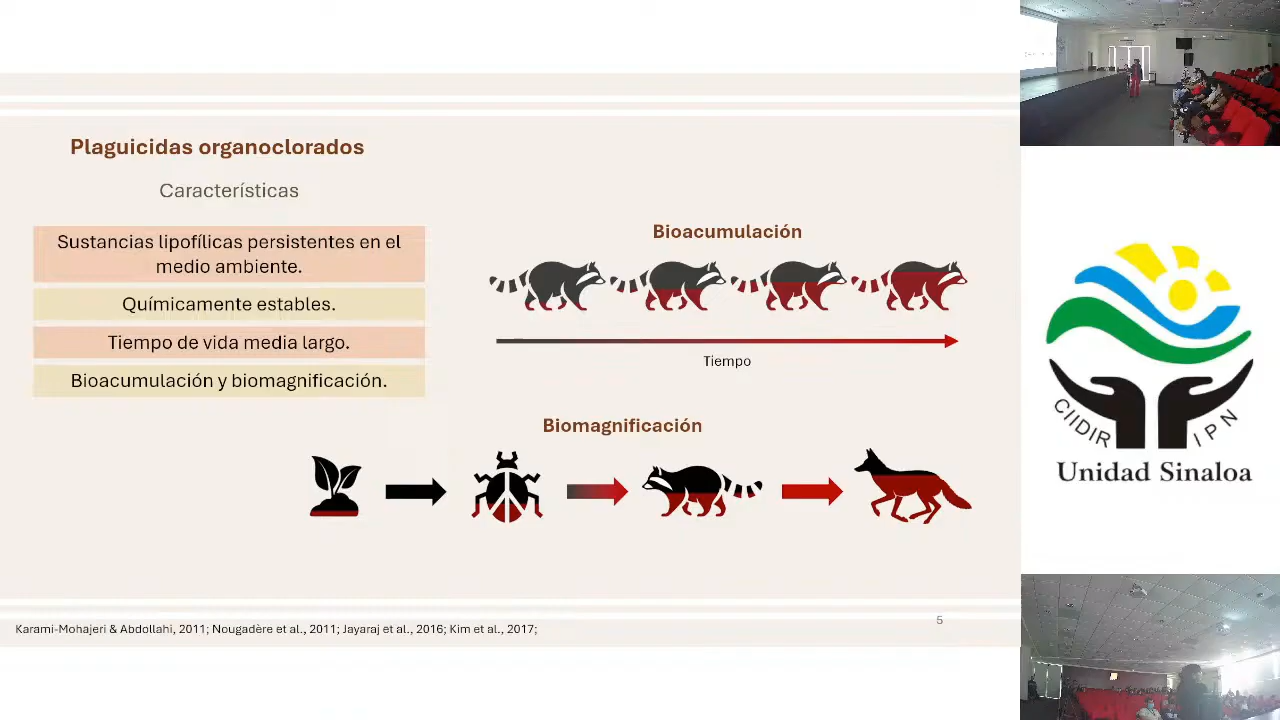 Plaguicidas organoclorados
Características
Sustancias lipofílicas persistentes en el
medio ambiente.
Químicamente estables.
Tiempo de vida media largo.
Bioacumulación y biomagnificación.
Bioacumulación
Tiempo
Biomagnificación
Karami-Mohajeri & Abdollahi, 2011; Nougadère et al., 2011; Jayaraj et al., 2016; Kim et al., 2017;
5
CIIDIR IPN
Unidad Sinaloa